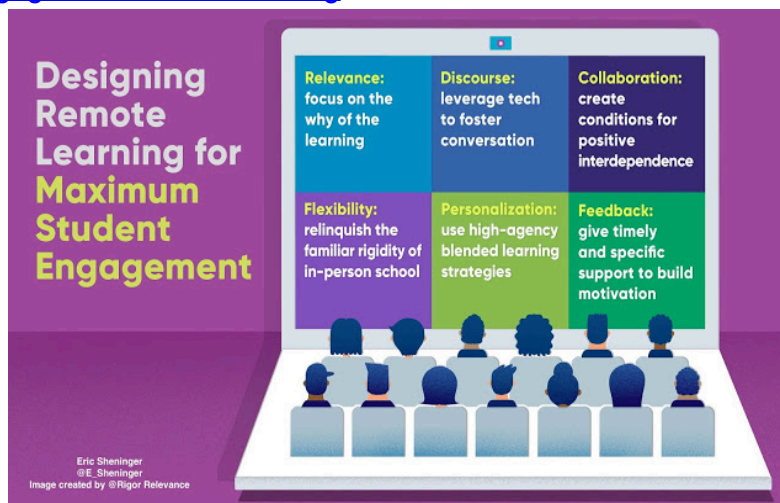 Designing
Remote
Learning for
Maximum
Student
Engagement
Relevance:
focus on the
why of the
learning
Discourse:
leverage tech
to foster
conversation
Collaboration:
create
conditions for
positive
interdependence
Flexibility:
relinquish the
familiar rigidity of
in-person school
Personalization:
use high-agency
blended learning
strategies
Feedback:
give timely
and specific
support to build
motivation
Eric Sheninger
@E_Sheninger
Image created by @Rigor Relevance